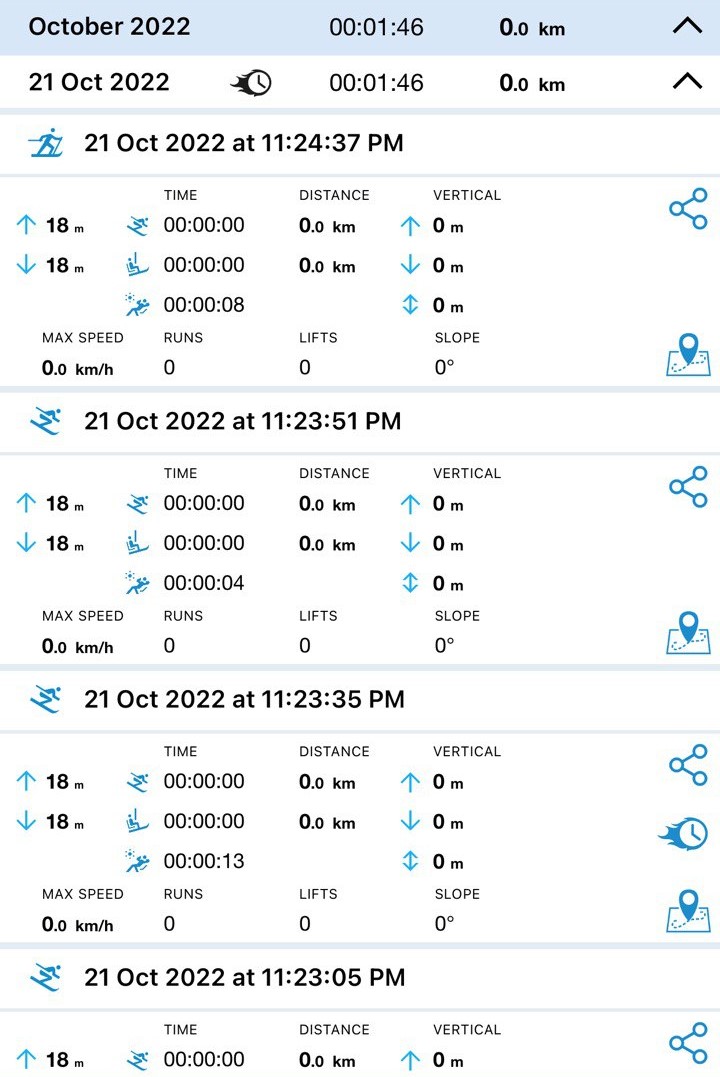 October 2022 00:01:46 0.0 km
21 Oct 2022 00:01:46 0.0 km
21 Oct 2022 at 11:24:37 PM
TIME DISTANCE VERTICAL
18 m 00:00:00 0.0 km 0 m
18 m 00:00:00 0.0 km 0 m
00:00:08 0 m
MAX SPEED RUNS LIFTS SLOPE
0.0 km/h 0 0 0°
21 Oct 2022 at 11:23:51 PM
TIME DISTANCE VERTICAL
18 m 00:00:00 0.0 km 0 m
18 m 00:00:00 0.0 km 0 m
00:00:04 0 m
MAX SPEED RUNS LIFTS SLOPE
0.0 km/h 0 0 0°
21 Oct 2022 at 11:23:35 PM
TIME DISTANCE VERTICAL
18 m 00:00:00 0.0 km 0 m
18 m 00:00:00 0.0 km 0 m
00:00:13 0 m
MAX SPEED RUNS LIFTS SLOPE
0.0 km/h 0 0 0°
21 Oct 2022 at 11:23:05 PM
TIME DISTANCE VERTICAL
18 m 00:00:00 0.0 km 0 m